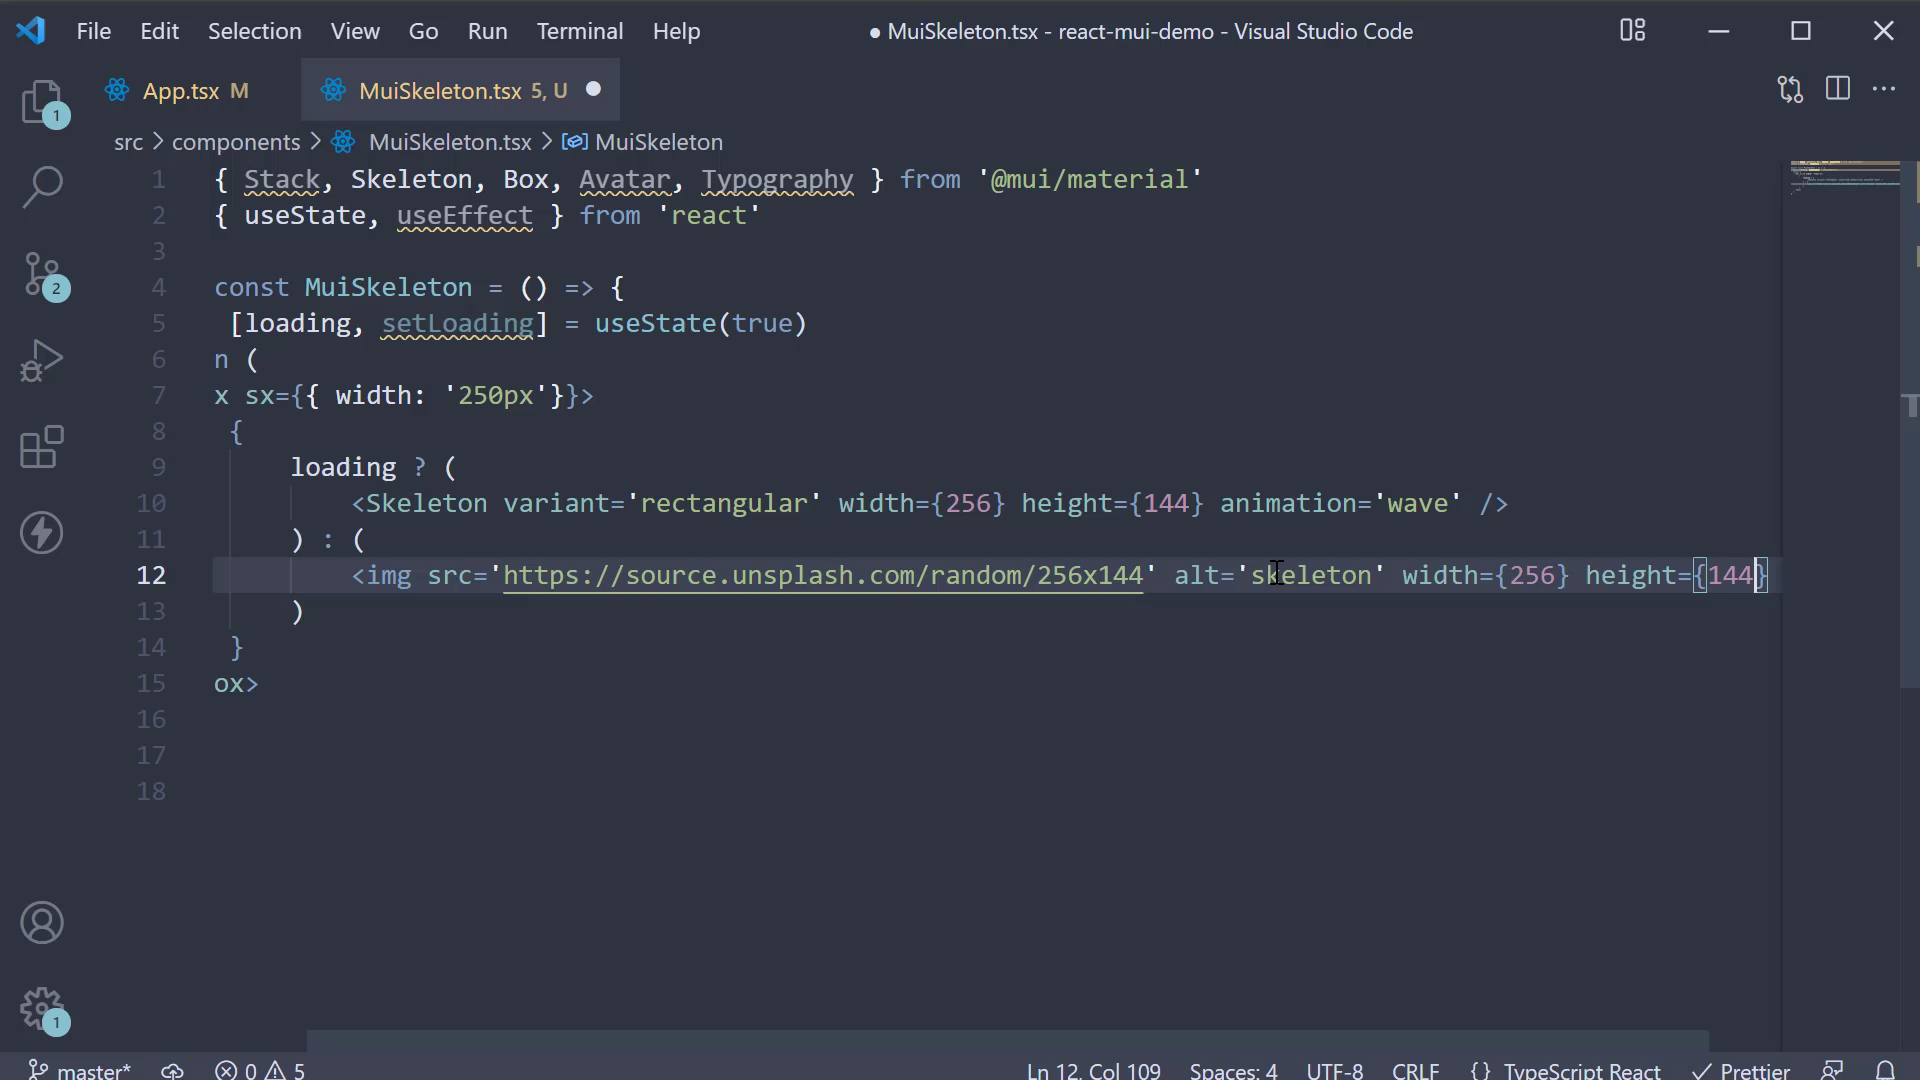 File Edit Selection View Go Run Terminal Help ● MuiSkeleton.tsx - react-mui-demo - Visual Studio Code
App.tsx M MuiSkeleton.tsx 5, U
src > components > MuiSkeleton.tsx > MuiSkeleton
1 { Stack, Skeleton, Box, Avatar, Typography } from '@mui/material'
2 { useState, useEffect } from 'react'
3
4 const MuiSkeleton = () => {
5 [loading, setLoading] = useState(true)
6 n (
7 x sx={{ width: '250px'}}>
8 {
9 loading ? (
10 <Skeleton variant='rectangular' width={256} height={144} animation='wave' />
11 ) : (
12 <img src='https://source.unsplash.com/random/256x144' alt='skeleton' width={256} height={144}
13 )
14 }
15 ox>
16
17
18
1
2
1
master* 0 5 Ln 12, Col 109 Spaces: 4 UTF-8 CRLF {} TypeScript React Prettier